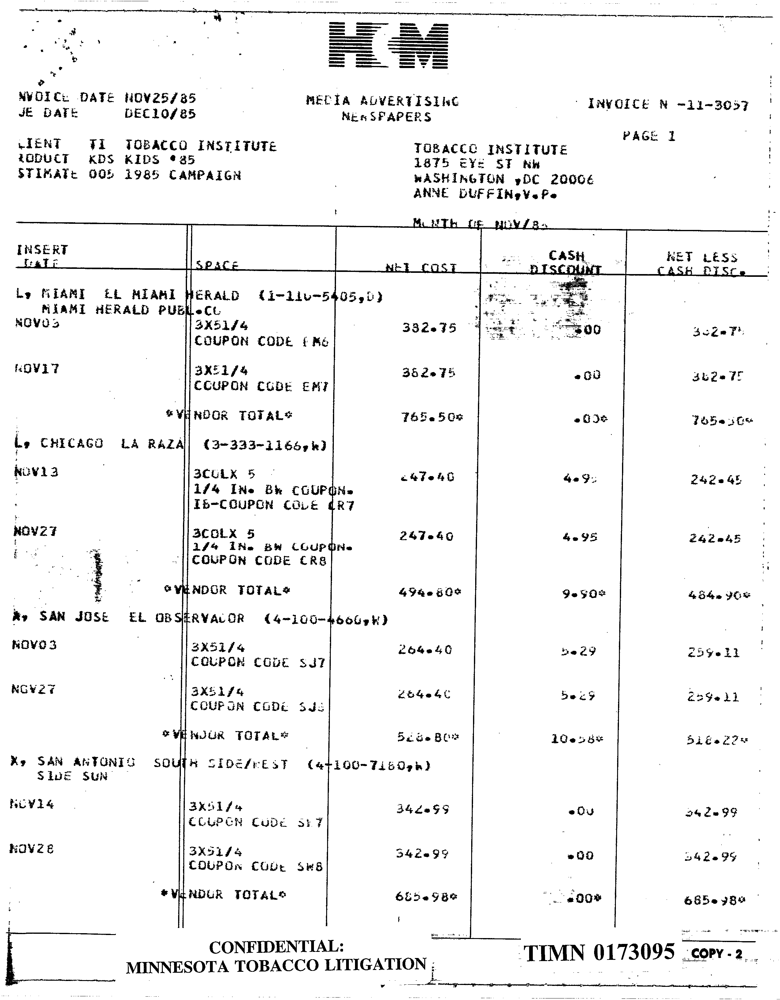 HCM
NVOICE DATE NOV25/85 MEDIA ADVERTISING INVOICE N -11-3057
UE DATE DEC10/85 NEWSPAPERS
PAGE 1
LIENT TI TOBACCO INSTITUTE TOBACCO INSTITUTE
RODUCT KDS KIDS '85 1875 EYE ST NW
STIMATE 005 1985 CAMPAIGN WASHINGTON ,DC 20006
ANNE DUFFIN,V.P.
MONTH OF NOV/85
INSERT CASH NET LESS
DATE SPACE NET COST DISCOUNT CASH DISC.
L, MIAMI EL MIAMI HERALD (1-110-5405,D)
MIAMI HERALD PUBL.CO
NOV03 3X51/4 382.75 .00 382.75
COUPON CODE EM6
NOV17 3X51/4 382.75 .00 382.75
COUPON CODE EM7
*VENDOR TOTAL* 765.50* .00* 765.50*
L, CHICAGO LA RAZA (3-333-1166,W)
NOV13 3COLX 5 247.40 4.95 242.45
1/4 IN. BW COUPON.
IB-COUPON CODE CR7
NOV27 3COLX 5 247.40 4.95 242.45
1/4 IN. BW COUPON.
COUPON CODE CR8
*VENDOR TOTAL* 494.80* 9.90* 484.90*
X, SAN JOSE EL OBSERVADOR (4-100-4660,W)
NOV03 3X51/4 264.40 5.29 259.11
COUPON CODE SJ7
NOV27 3X51/4 264.40 5.29 259.11
COUPON CODE SJ8
*VENDOR TOTAL* 528.80* 10.58* 518.22*
X, SAN ANTONIO SOUTH SIDE/WEST (4-100-7180,W)
SIDE SUN
NOV14 3X51/4 342.99 .00 342.99
COUPON CODE SW7
NOV28 3X51/4 342.99 .00 342.99
COUPON CODE SW8
*VENDOR TOTAL* 685.98* .00* 685.98*
CONFIDENTIAL:
MINNESOTA TOBACCO LITIGATION
TIMN 0173095 COPY - 2